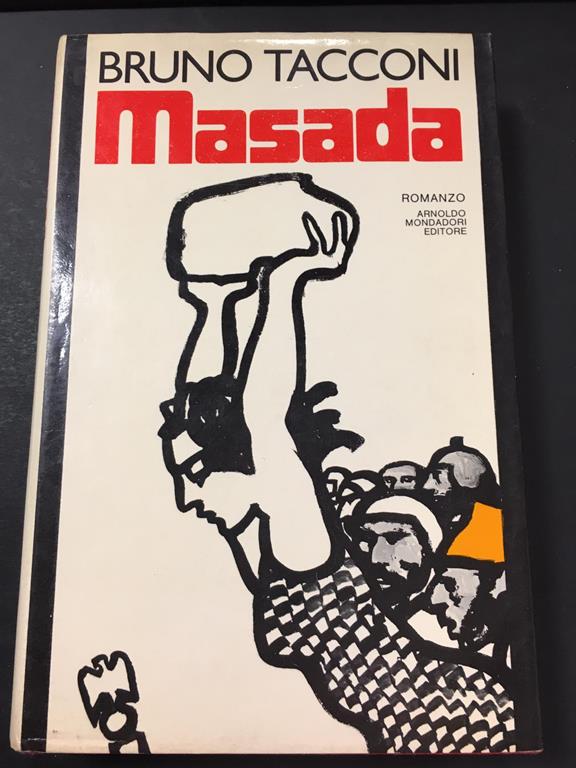 BRUNO TACCONI
masada
ROMANZO
ARNOLDO
MONDADORI
EDITORE